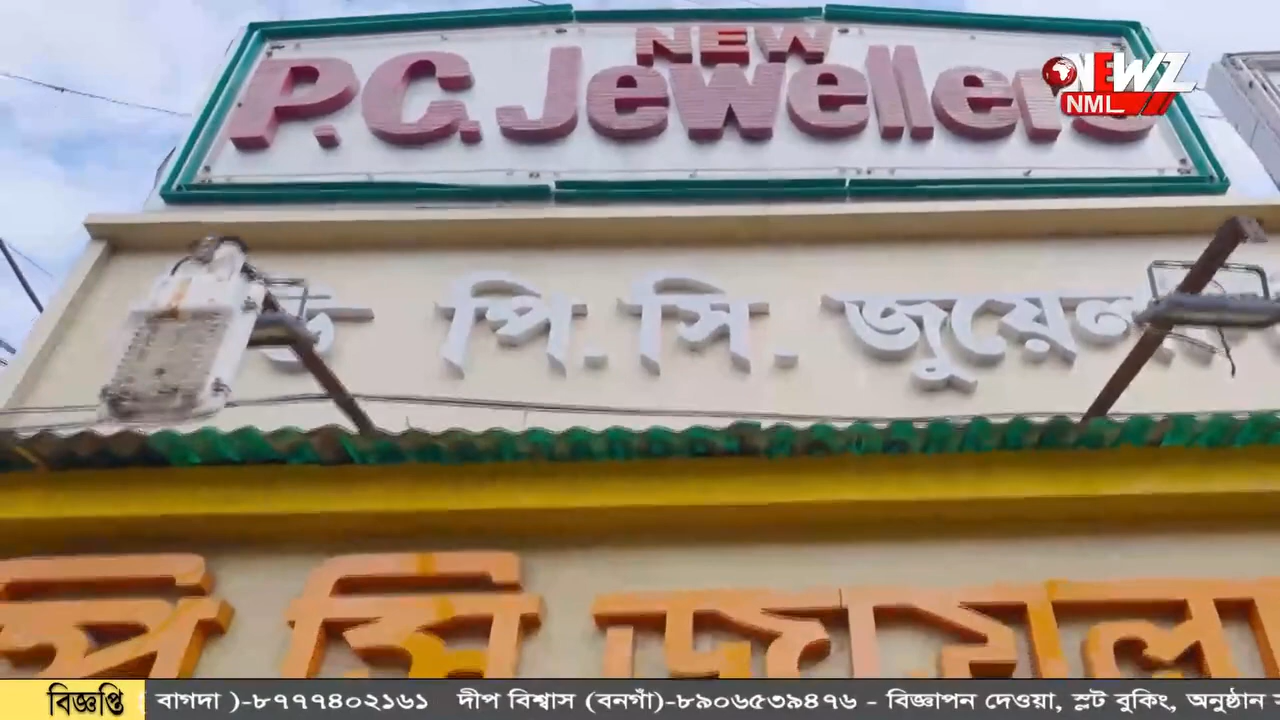 NEW
P.C. Jewellers
NEWZ
NML
উ পি. সি. জুয়েল
পি সি জুয়েলা
বিজ্ঞপ্তি
( বাগদা )-৮৭৭৭৪০২১৬১ দীপ বিশ্বাস (বনগাঁ)-৮৯০৬৫৩৯৪৭৬ - বিজ্ঞাপন দেওয়া, স্লট বুকিং, অনুষ্ঠান